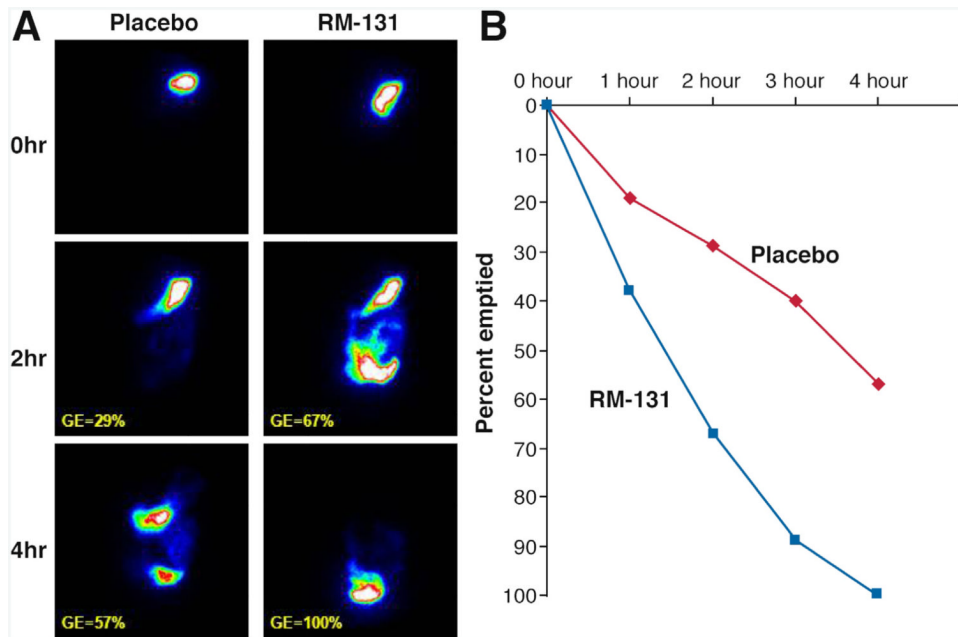 A
Placebo
RM-131
0hr
2hr
GE=29%
GE=67%
4hr
GE=57%
GE=100%
B
0 hour 1 hour 2 hour 3 hour 4 hour
Percent emptied
0
10
20
30
40
50
60
70
80
90
100
Placebo
RM-131